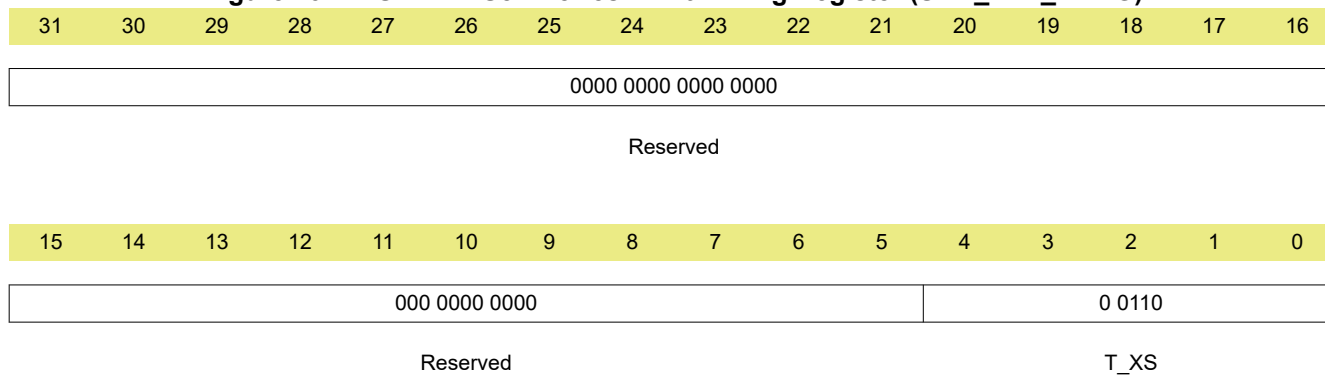 31 30 29 28 27 26 25 24 23 22 21 20 19 18 17 16
0000 0000 0000 0000
Reserved
15 14 13 12 11 10 9 8 7 6 5 4 3 2 1 0
000 0000 0000 0 0110
Reserved T_XS